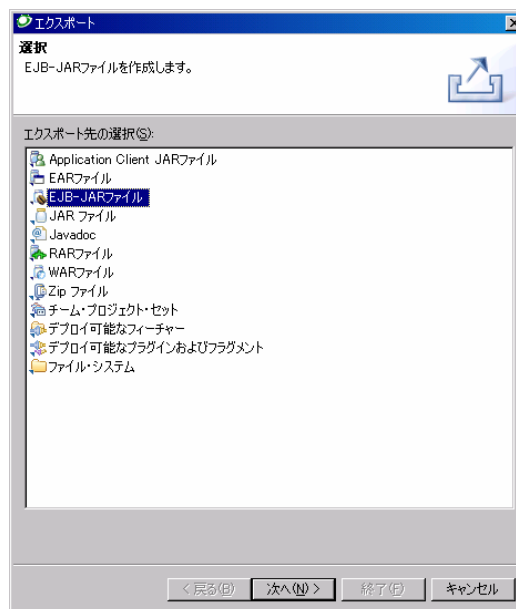 エクスポート
選択
EJB-JARファイルを作成します。
エクスポート先の選択(S):
Application Client JARファイル
EARファイル
EJB-JARファイル
JAR ファイル
Javadoc
RARファイル
WARファイル
Zip ファイル
チーム・プロジェクト・セット
デプロイ可能なフィーチャー
デプロイ可能なプラグインおよびフラグメント
ファイル・システム
< 戻る(B) 次へ(N) > 終了(F) キャンセル